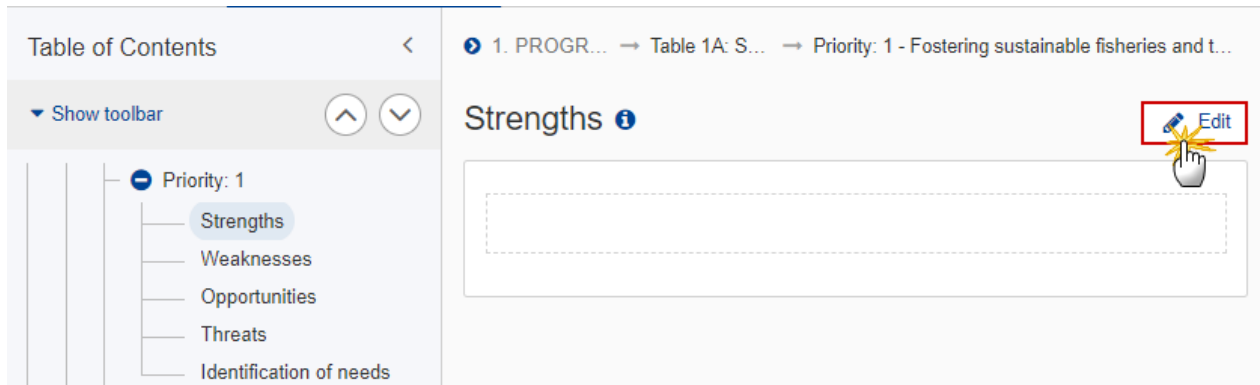 Table of Contents
1. PROGR... → Table 1A: S... → Priority: 1 - Fostering sustainable fisheries and t...
Show toolbar
Strengths
Edit
Priority: 1
Strengths
Weaknesses
Opportunities
Threats
Identification of needs